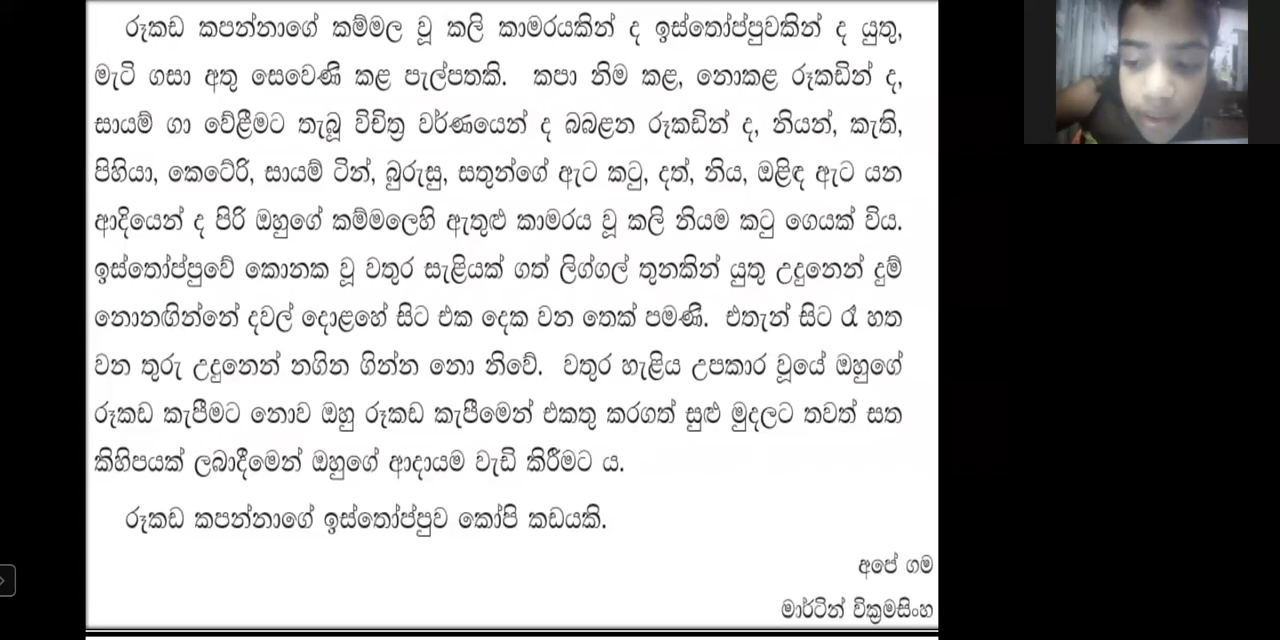 රූකඩ කපන්නාගේ කම්මල වූ කලි කාමරයකින් ද ඉස්තෝප්පුවකින් ද යුතු,
මැටි ගසා අතු සෙවෙණි කළ පැල්පතකි. කපා නිම කළ, නොකළ රූකඩින් ද,
සායම් ගා වේළීමට තැබූ විචිත්‍ර වර්ණයෙන් ද බබළන රූකඩින් ද, නියන්, කැති,
පිහියා, කෙටේරි, සායම් ටින්, බුරුසු, සතුන්ගේ ඇට කටු, දත්, නිය, ඔළිඳ ඇට යන
ආදියෙන් ද පිරි ඔහුගේ කම්මලෙහි ඇතුළු කාමරය වූ කලි නියම කටු ගෙයක් විය.
ඉස්තෝප්පුවේ කොනක වූ වතුර සැළියක් ගත් ලිග්ගල් තුනකින් යුතු උදුනෙන් දුම්
නොනඟින්නේ දවල් දොළහේ සිට එක දෙක වන තෙක් පමණි. එතැන් සිට රෑ හත
වන තුරු උදුනෙන් නගින ගින්න නො නිවේ. වතුර හැළිය උපකාර වූයේ ඔහුගේ
රූකඩ කැපීමට නොව ඔහු රූකඩ කැපීමෙන් එකතු කරගත් සුළු මුදලට තවත් සත
කිහිපයක් ලබාදීමෙන් ඔහුගේ ආදායම වැඩි කිරීමට ය.
රූකඩ කපන්නාගේ ඉස්තෝප්පුව කෝපි කඩයකි.
අපේ ගම
මාර්ටින් වික්‍රමසිංහ